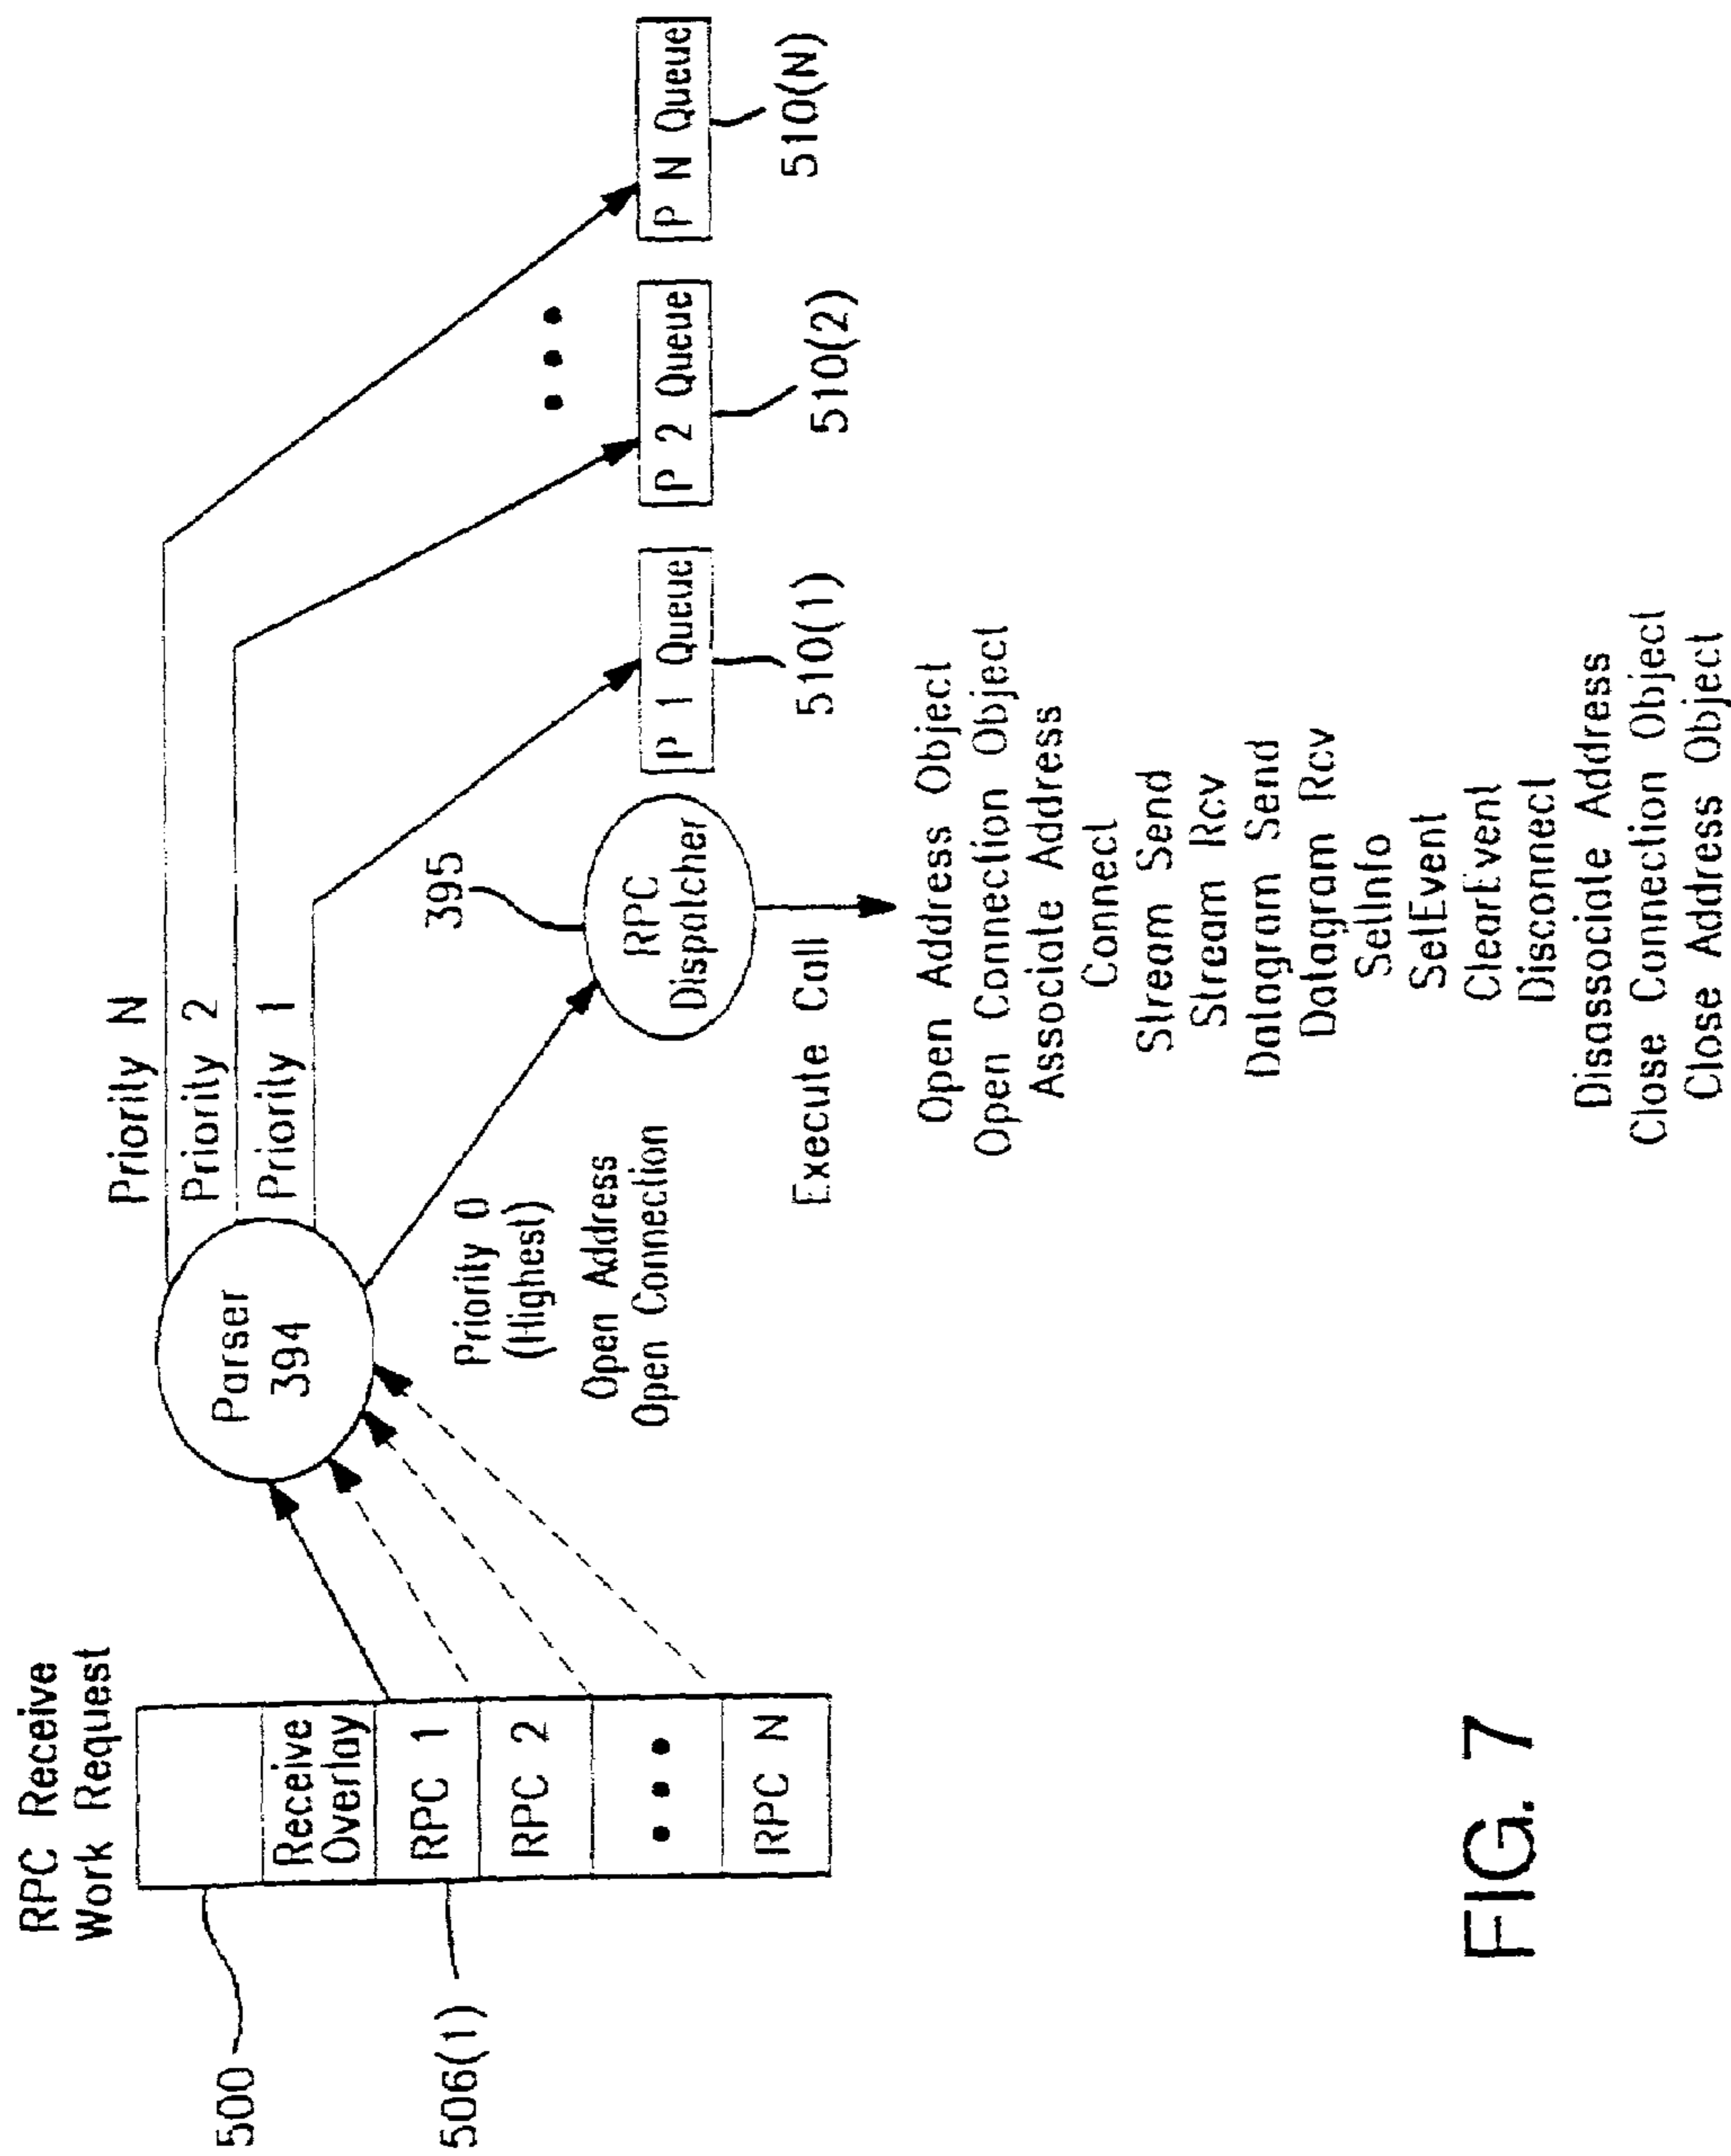 RPC Receive
Work Request
500
Receive
Overlay
506(1)
RPC 1
RPC 2
• • •
RPC N
Parser
394
Priority N
Priority 2
Priority 1
Priority 0
(Highest)
Open Address
Open Connection
395
RPC
Dispatcher
P 1 Queue
P 2 Queue
• • •
P N Queue
510(1)
510(2)
510(N)
Execute Call
Open Address Object
Open Connection Object
Associate Address
Connect
Stream Send
Stream Rcv
Datagram Send
Datagram Rcv
SetInfo
SetEvent
ClearEvent
Disconnect
Disassociate Address
Close Connection Object
Close Address Object
FIG. 7